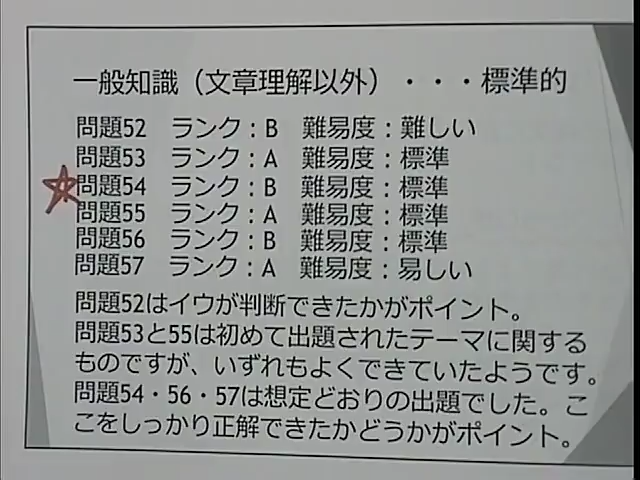 一般知識（文章理解以外）・・・標準的
問題52　ランク：B　難易度：難しい
問題53　ランク：A　難易度：標準
問題54　ランク：B　難易度：標準
問題55　ランク：A　難易度：標準
問題56　ランク：B　難易度：標準
問題57　ランク：A　難易度：易しい
問題52はイウが判断できたかがポイント。
問題53と55は初めて出題されたテーマに関する
ものですが、いずれもよくできていたようです。
問題54・56・57は想定どおりの出題でした。こ
こをしっかり正解できたかどうかがポイント。